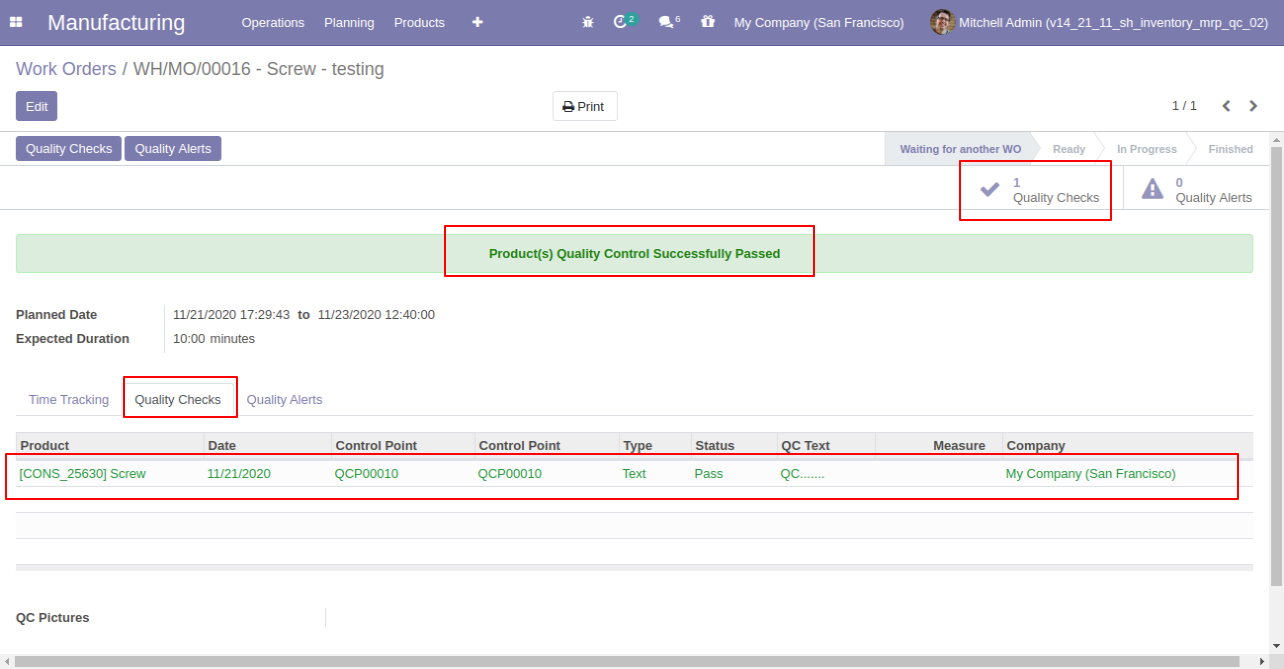 Manufacturing Operations Planning Products 2 6 My Company (San Francisco) Mitchell Admin (v14_21_11_sh_inventory_mrp_qc_02)
Work Orders / WH/MO/00016 - Screw - testing
Edit Print 1 / 1
Quality Checks Quality Alerts Waiting for another WO Ready In Progress Finished
1 Quality Checks 0 Quality Alerts
Product(s) Quality Control Successfully Passed
Planned Date 11/21/2020 17:29:43 to 11/23/2020 12:40:00
Expected Duration 10:00 minutes
Time Tracking Quality Checks Quality Alerts
Product Date Control Point Control Point Type Status QC Text Measure Company
[CONS_25630] Screw 11/21/2020 QCP00010 QCP00010 Text Pass QC....... My Company (San Francisco)
QC Pictures